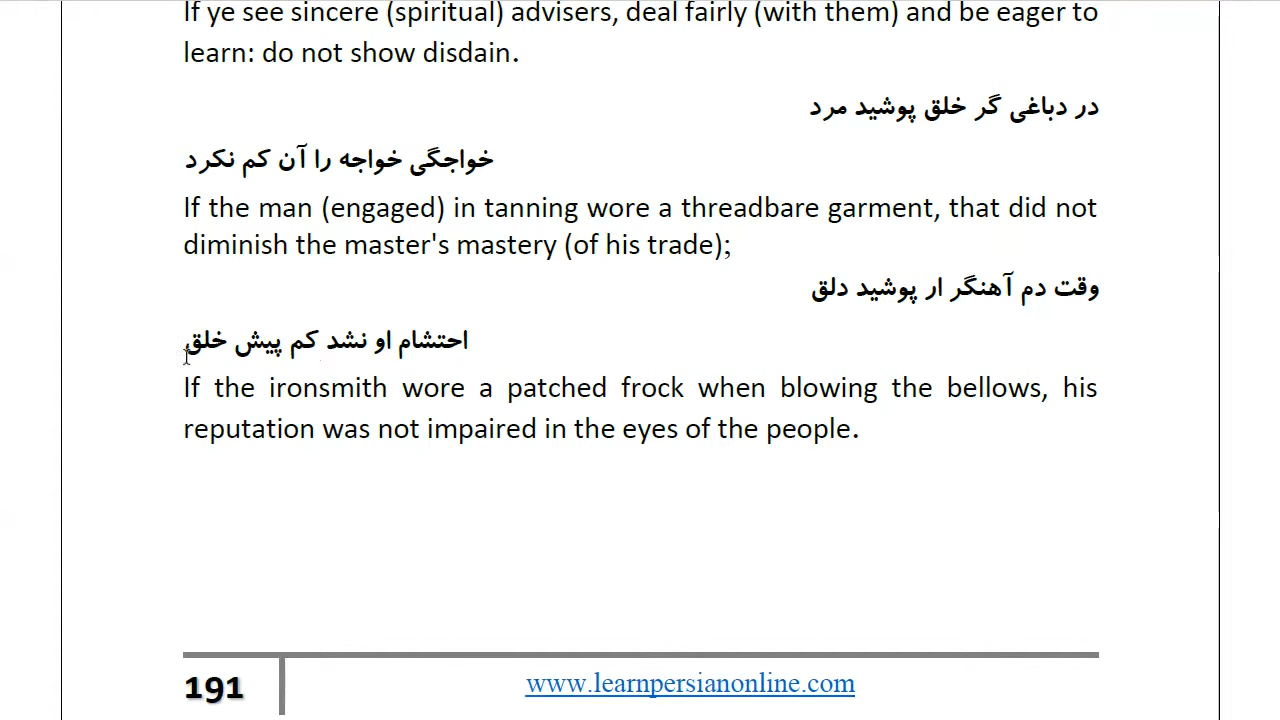 If ye see sincere (spiritual) advisers, deal fairly (with them) and be eager to
learn: do not show disdain.
در دباغی گر خلق پوشید مرد
خواجگی خواجه را آن کم نکرد
If the man (engaged) in tanning wore a threadbare garment, that did not
diminish the master's mastery (of his trade);
وقت دم آهنگر ار پوشید دلق
احتشام او نشد کم پیش خلق
If the ironsmith wore a patched frock when blowing the bellows, his
reputation was not impaired in the eyes of the people.
191
www.learnpersianonline.com